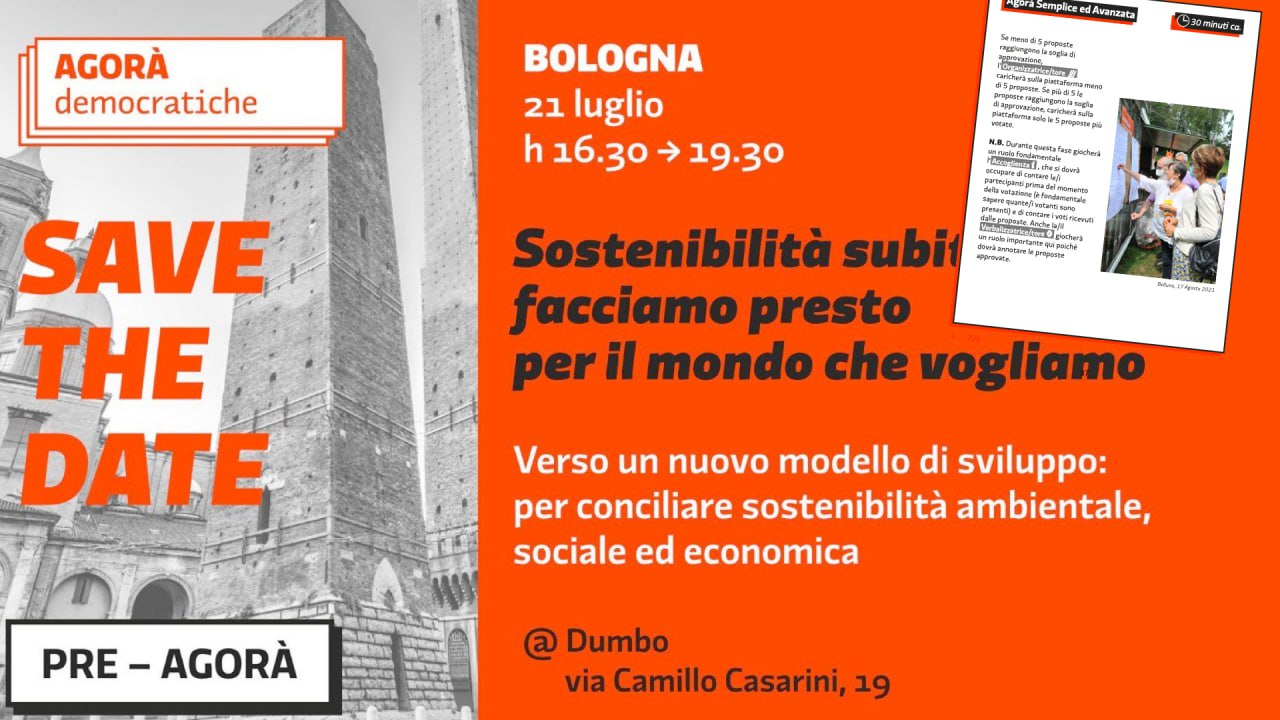 AGORÀ
democratiche
SAVE
THE
DATE
PRE – AGORÀ
BOLOGNA
21 luglio
h 16.30 → 19.30
Sostenibilità subit
facciamo presto
per il mondo che vogliamo
Verso un nuovo modello di sviluppo:
per conciliare sostenibilità ambientale,
sociale ed economica
@ Dumbo
via Camillo Casarini, 19
Agorà Semplice ed Avanzata
30 minuti ca.
Se meno di 5 proposte
raggiungono la soglia di
approvazione,
l'Organizzatrice/tore
caricherà sulla piattaforma meno
di 5 proposte. Se più di 5 le
proposte raggiungono la soglia
di approvazione, caricherà sulla
piattaforma solo le 5 proposte più
votate.
N.B. Durante questa fase giocherà
un ruolo fondamentale
l'Accoglienza, che si dovrà
occupare di contare le/i
partecipanti prima del momento
della votazione (è fondamentale
sapere quante/i votanti sono
presenti) e di contare i voti ricevuti
dalle proposte. Anche la/il
Verbalizzatrice/tore giocherà
un ruolo importante qui poiché
dovrà annotare le proposte
approvate.
Belluno, 17 Agosto 2021